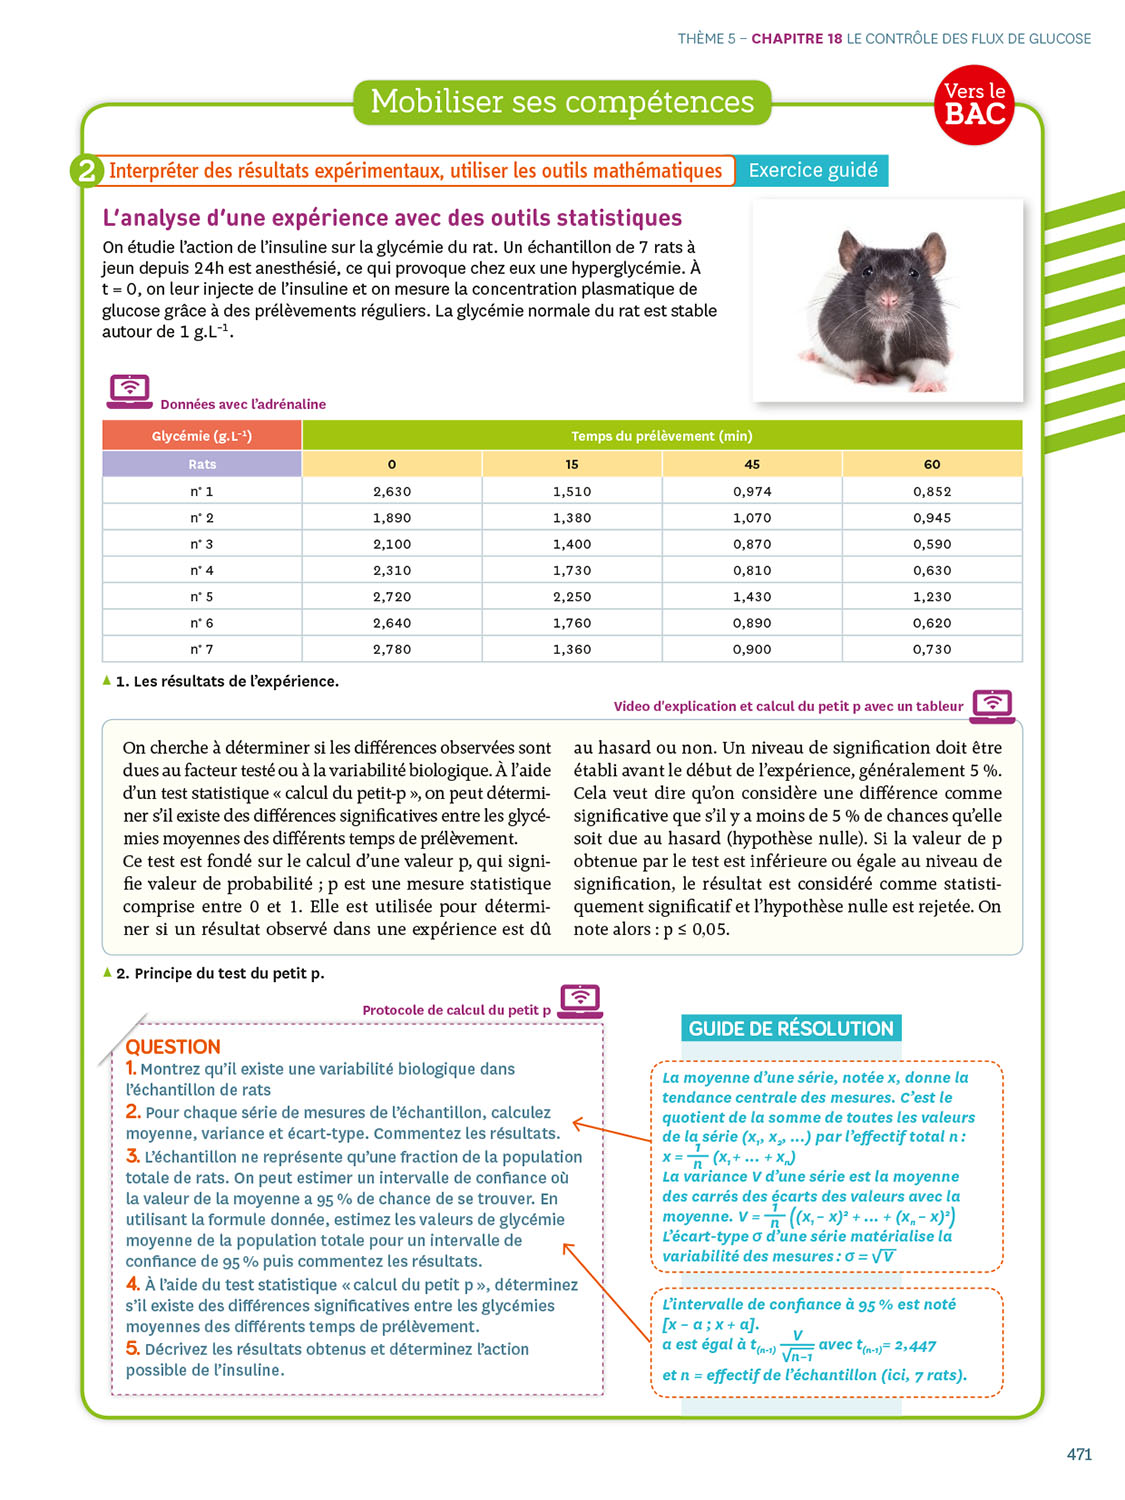 THÈME 5 – CHAPITRE 18 LE CONTRÔLE DES FLUX DE GLUCOSE
Mobiliser ses compétences
Vers le
BAC
2 Interpréter des résultats expérimentaux, utiliser les outils mathématiques Exercice guidé
L'analyse d'une expérience avec des outils statistiques
On étudie l'action de l'insuline sur la glycémie du rat. Un échantillon de 7 rats à
jeun depuis 24h est anesthésié, ce qui provoque chez eux une hyperglycémie. À
t = 0, on leur injecte de l'insuline et on mesure la concentration plasmatique de
glucose grâce à des prélèvements réguliers. La glycémie normale du rat est stable
autour de 1 g.L⁻¹.
Données avec l'adrénaline
Glycémie (g.L⁻¹) Temps du prélèvement (min)
Rats 0 15 45 60
n° 1 2,630 1,510 0,974 0,852
n° 2 1,890 1,380 1,070 0,945
n° 3 2,100 1,400 0,870 0,590
n° 4 2,310 1,730 0,810 0,630
n° 5 2,720 2,250 1,430 1,230
n° 6 2,640 1,760 0,890 0,620
n° 7 2,780 1,360 0,900 0,730
1. Les résultats de l'expérience.
Video d'explication et calcul du petit p avec un tableur
On cherche à déterminer si les différences observées sont
dues au facteur testé ou à la variabilité biologique. À l'aide
d'un test statistique « calcul du petit-p », on peut détermi-
ner s'il existe des différences significatives entre les glycé-
mies moyennes des différents temps de prélèvement.
Ce test est fondé sur le calcul d'une valeur p, qui signi-
fie valeur de probabilité ; p est une mesure statistique
comprise entre 0 et 1. Elle est utilisée pour détermi-
ner si un résultat observé dans une expérience est dû
au hasard ou non. Un niveau de signification doit être
établi avant le début de l'expérience, généralement 5 %.
Cela veut dire qu'on considère une différence comme
significative que s'il y a moins de 5 % de chances qu'elle
soit due au hasard (hypothèse nulle). Si la valeur de p
obtenue par le test est inférieure ou égale au niveau de
signification, le résultat est considéré comme statisti-
quement significatif et l'hypothèse nulle est rejetée. On
note alors : p ≤ 0,05.
2. Principe du test du petit p.
Protocole de calcul du petit p
QUESTION
1. Montrez qu'il existe une variabilité biologique dans
l'échantillon de rats
2. Pour chaque série de mesures de l'échantillon, calculez
moyenne, variance et écart-type. Commentez les résultats.
3. L'échantillon ne représente qu'une fraction de la population
totale de rats. On peut estimer un intervalle de confiance où
la valeur de la moyenne a 95 % de chance de se trouver. En
utilisant la formule donnée, estimez les valeurs de glycémie
moyenne de la population totale pour un intervalle de
confiance de 95 % puis commentez les résultats.
4. À l'aide du test statistique « calcul du petit p », déterminez
s'il existe des différences significatives entre les glycémies
moyennes des différents temps de prélèvement.
5. Décrivez les résultats obtenus et déterminez l'action
possible de l'insuline.
GUIDE DE RÉSOLUTION
La moyenne d'une série, notée x, donne la
tendance centrale des mesures. C'est le
quotient de la somme de toutes les valeurs
de la série (x₁, x₂, ...) par l'effectif total n :
x = 1/n (x₁ + ... + xₙ)
La variance V d'une série est la moyenne
des carrés des écarts des valeurs avec la
moyenne. V = 1/n ((x₁ – x)² + ... + (xₙ – x)²)
L'écart-type σ d'une série matérialise la
variabilité des mesures : σ = √V
L'intervalle de confiance à 95 % est noté
[x – a ; x + a].
a est égal à t(n-1) V/√n–1 avec t(n-1)= 2,447
et n = effectif de l'échantillon (ici, 7 rats).
471